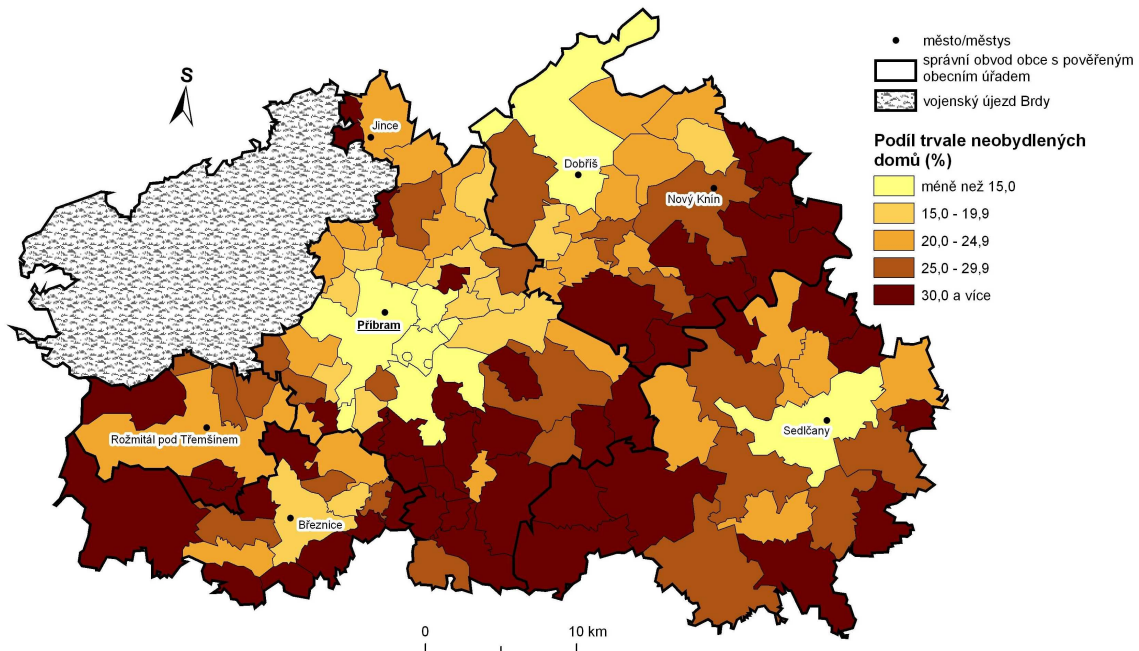 S
město/městys
správní obvod obce s pověřeným
obecním úřadem
vojenský újezd Brdy
Podíl trvale neobydlených
domů (%)
méně než 15,0
15,0 - 19,9
20,0 - 24,9
25,0 - 29,9
30,0 a více
Jince
Dobříš
Nový Knín
Příbram
Sedlčany
Rožmitál pod Třemšínem
Březnice
0 10 km